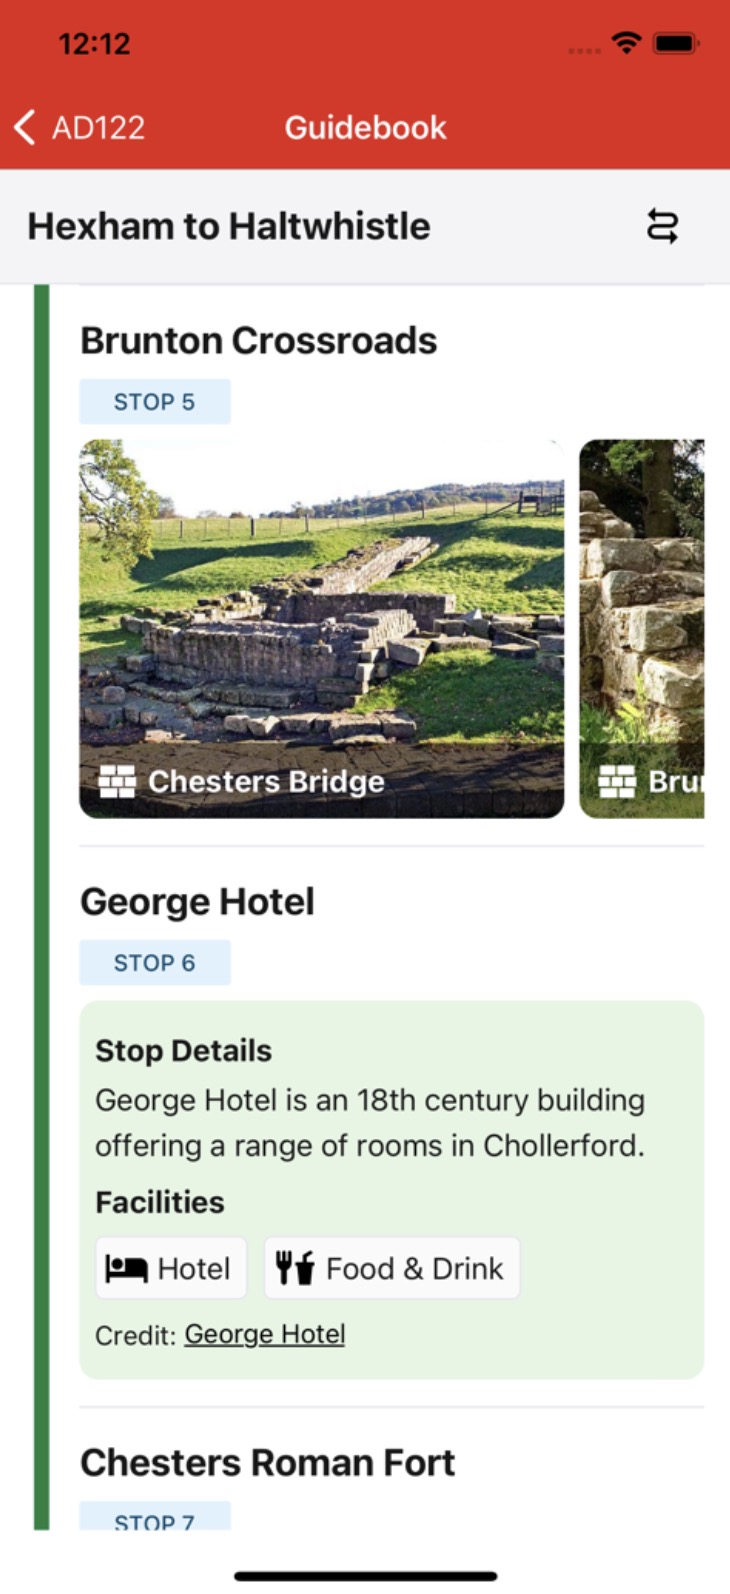 12:12
AD122
Guidebook
Hexham to Haltwhistle
Brunton Crossroads
STOP 5
Chesters Bridge
George Hotel
STOP 6
Stop Details
George Hotel is an 18th century building
offering a range of rooms in Chollerford.
Facilities
Hotel
Food & Drink
Credit: George Hotel
Chesters Roman Fort
STOP 7